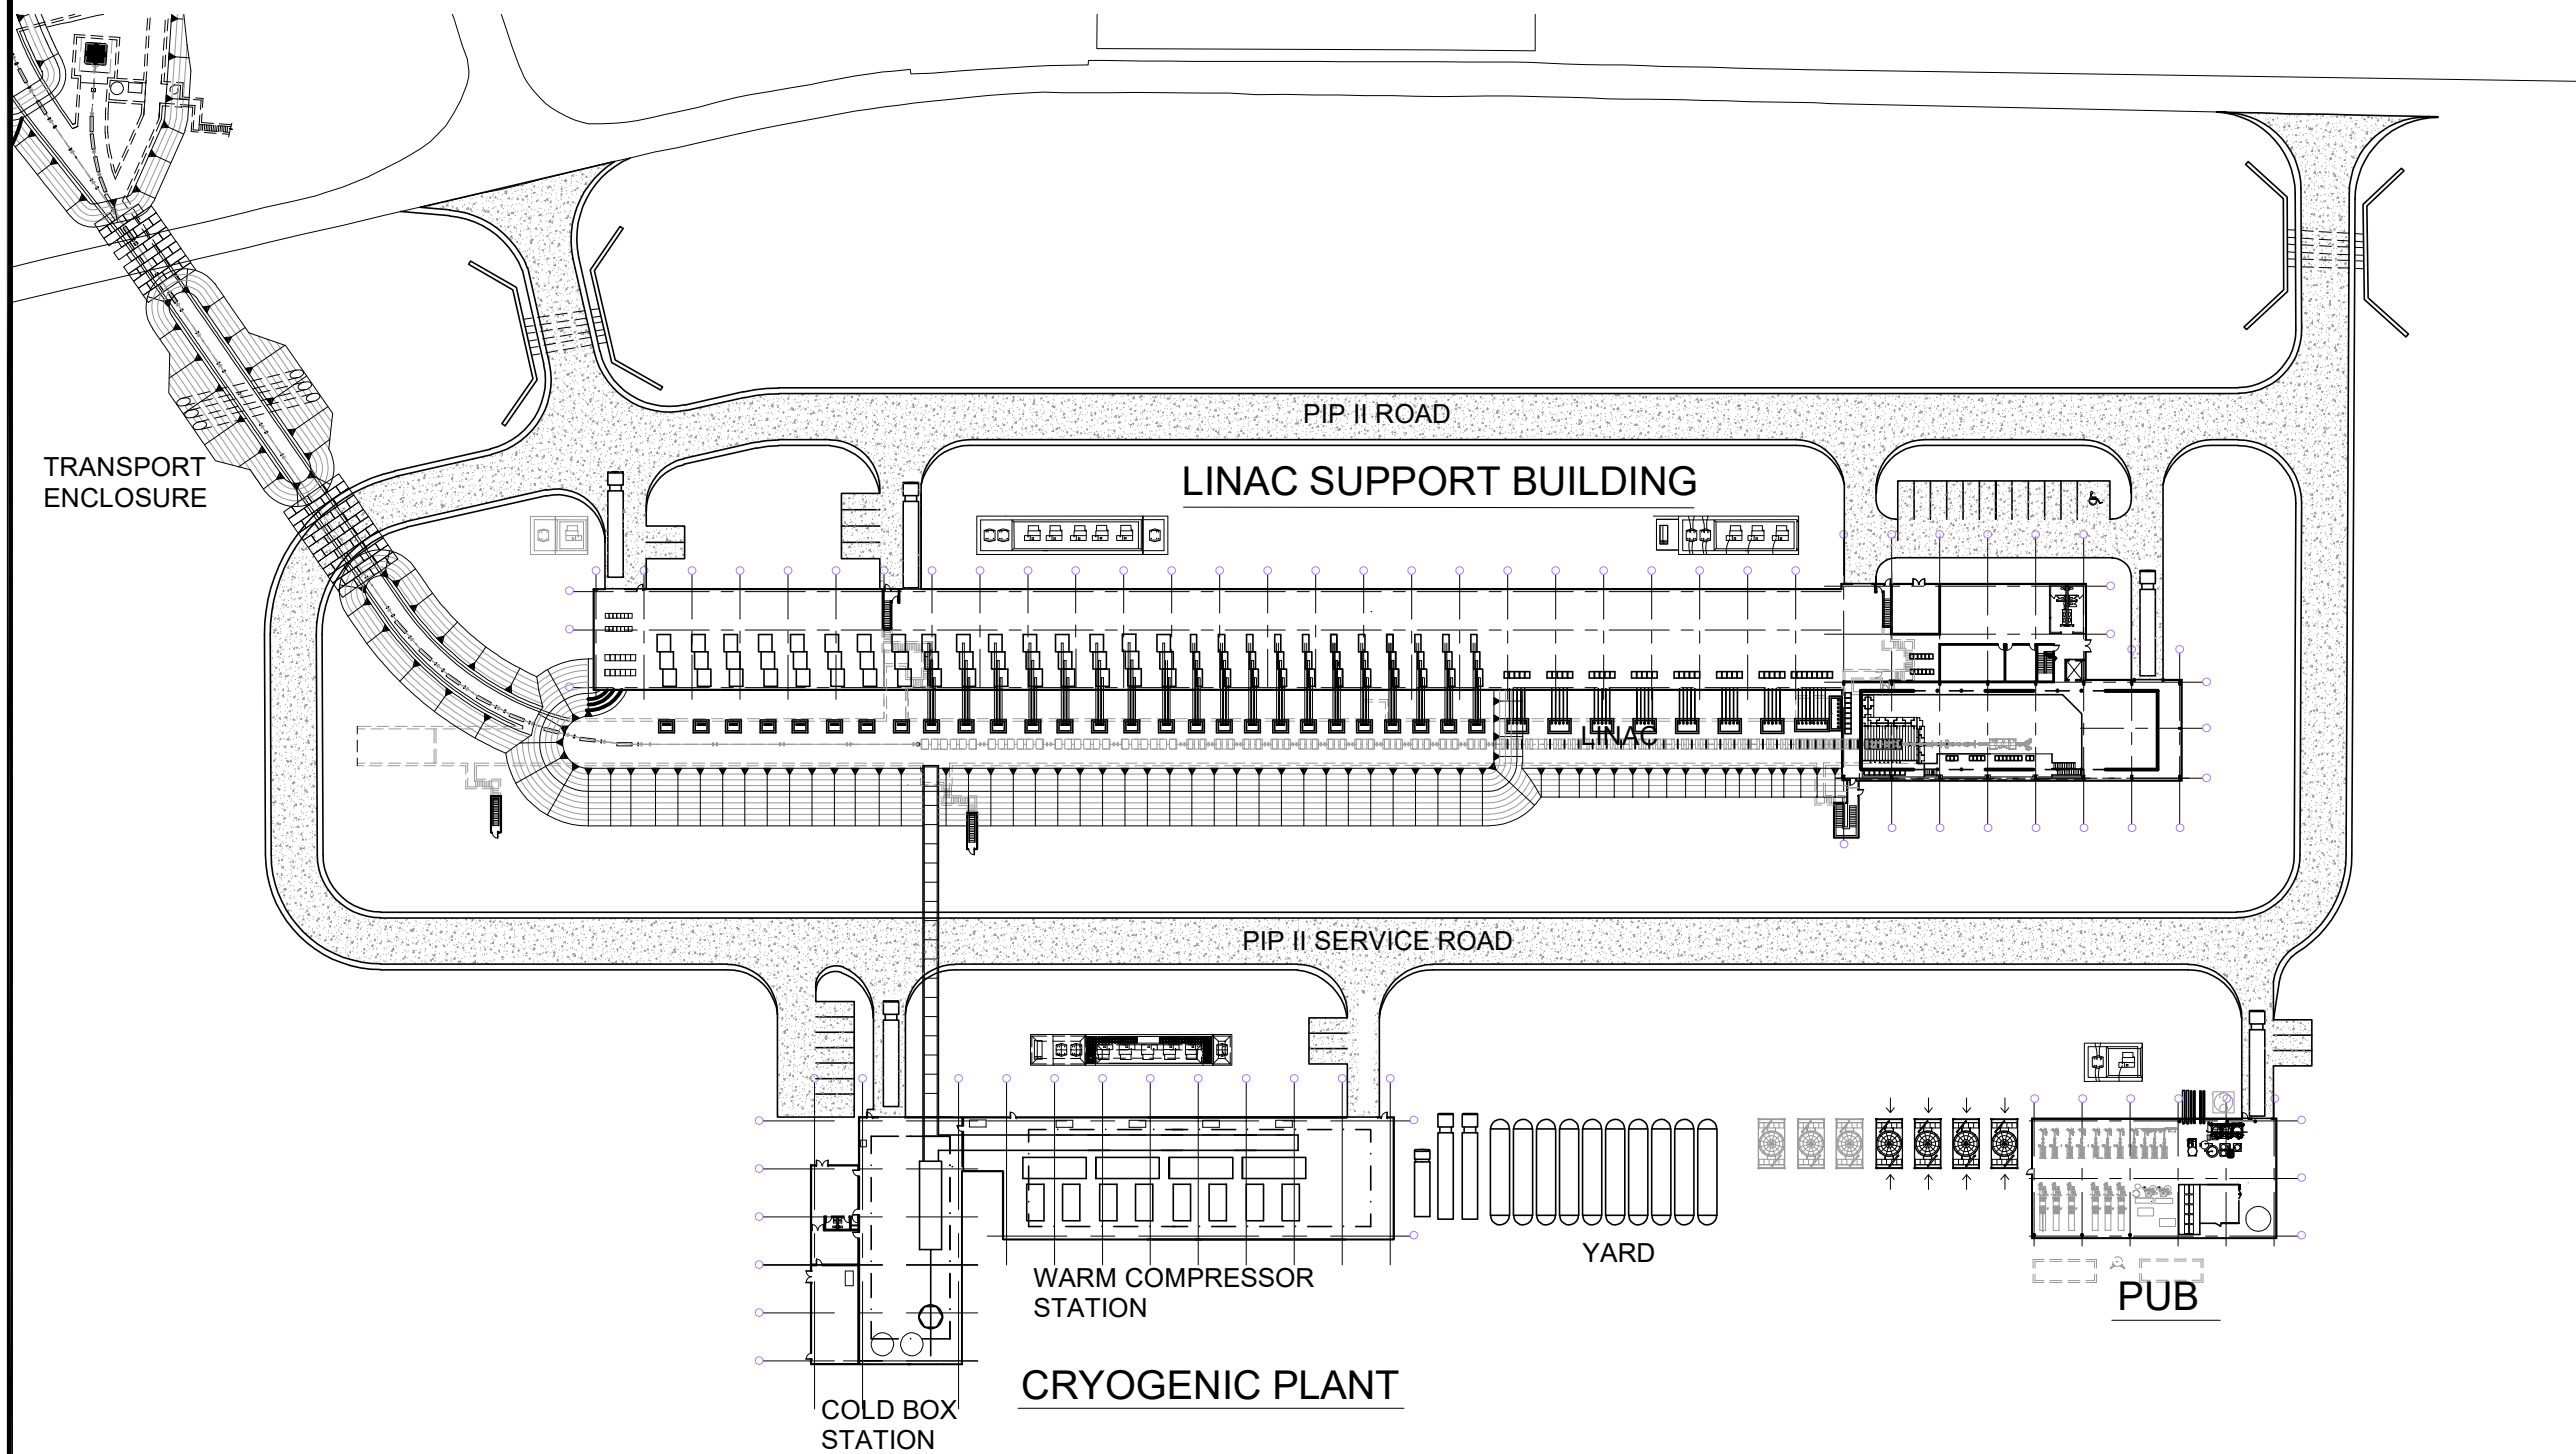 PIP II ROAD
TRANSPORT
ENCLOSURE
LINAC SUPPORT BUILDING
LINAC
PIP II SERVICE ROAD
YARD
WARM COMPRESSOR
STATION
PUB
CRYOGENIC PLANT
COLD BOX
STATION